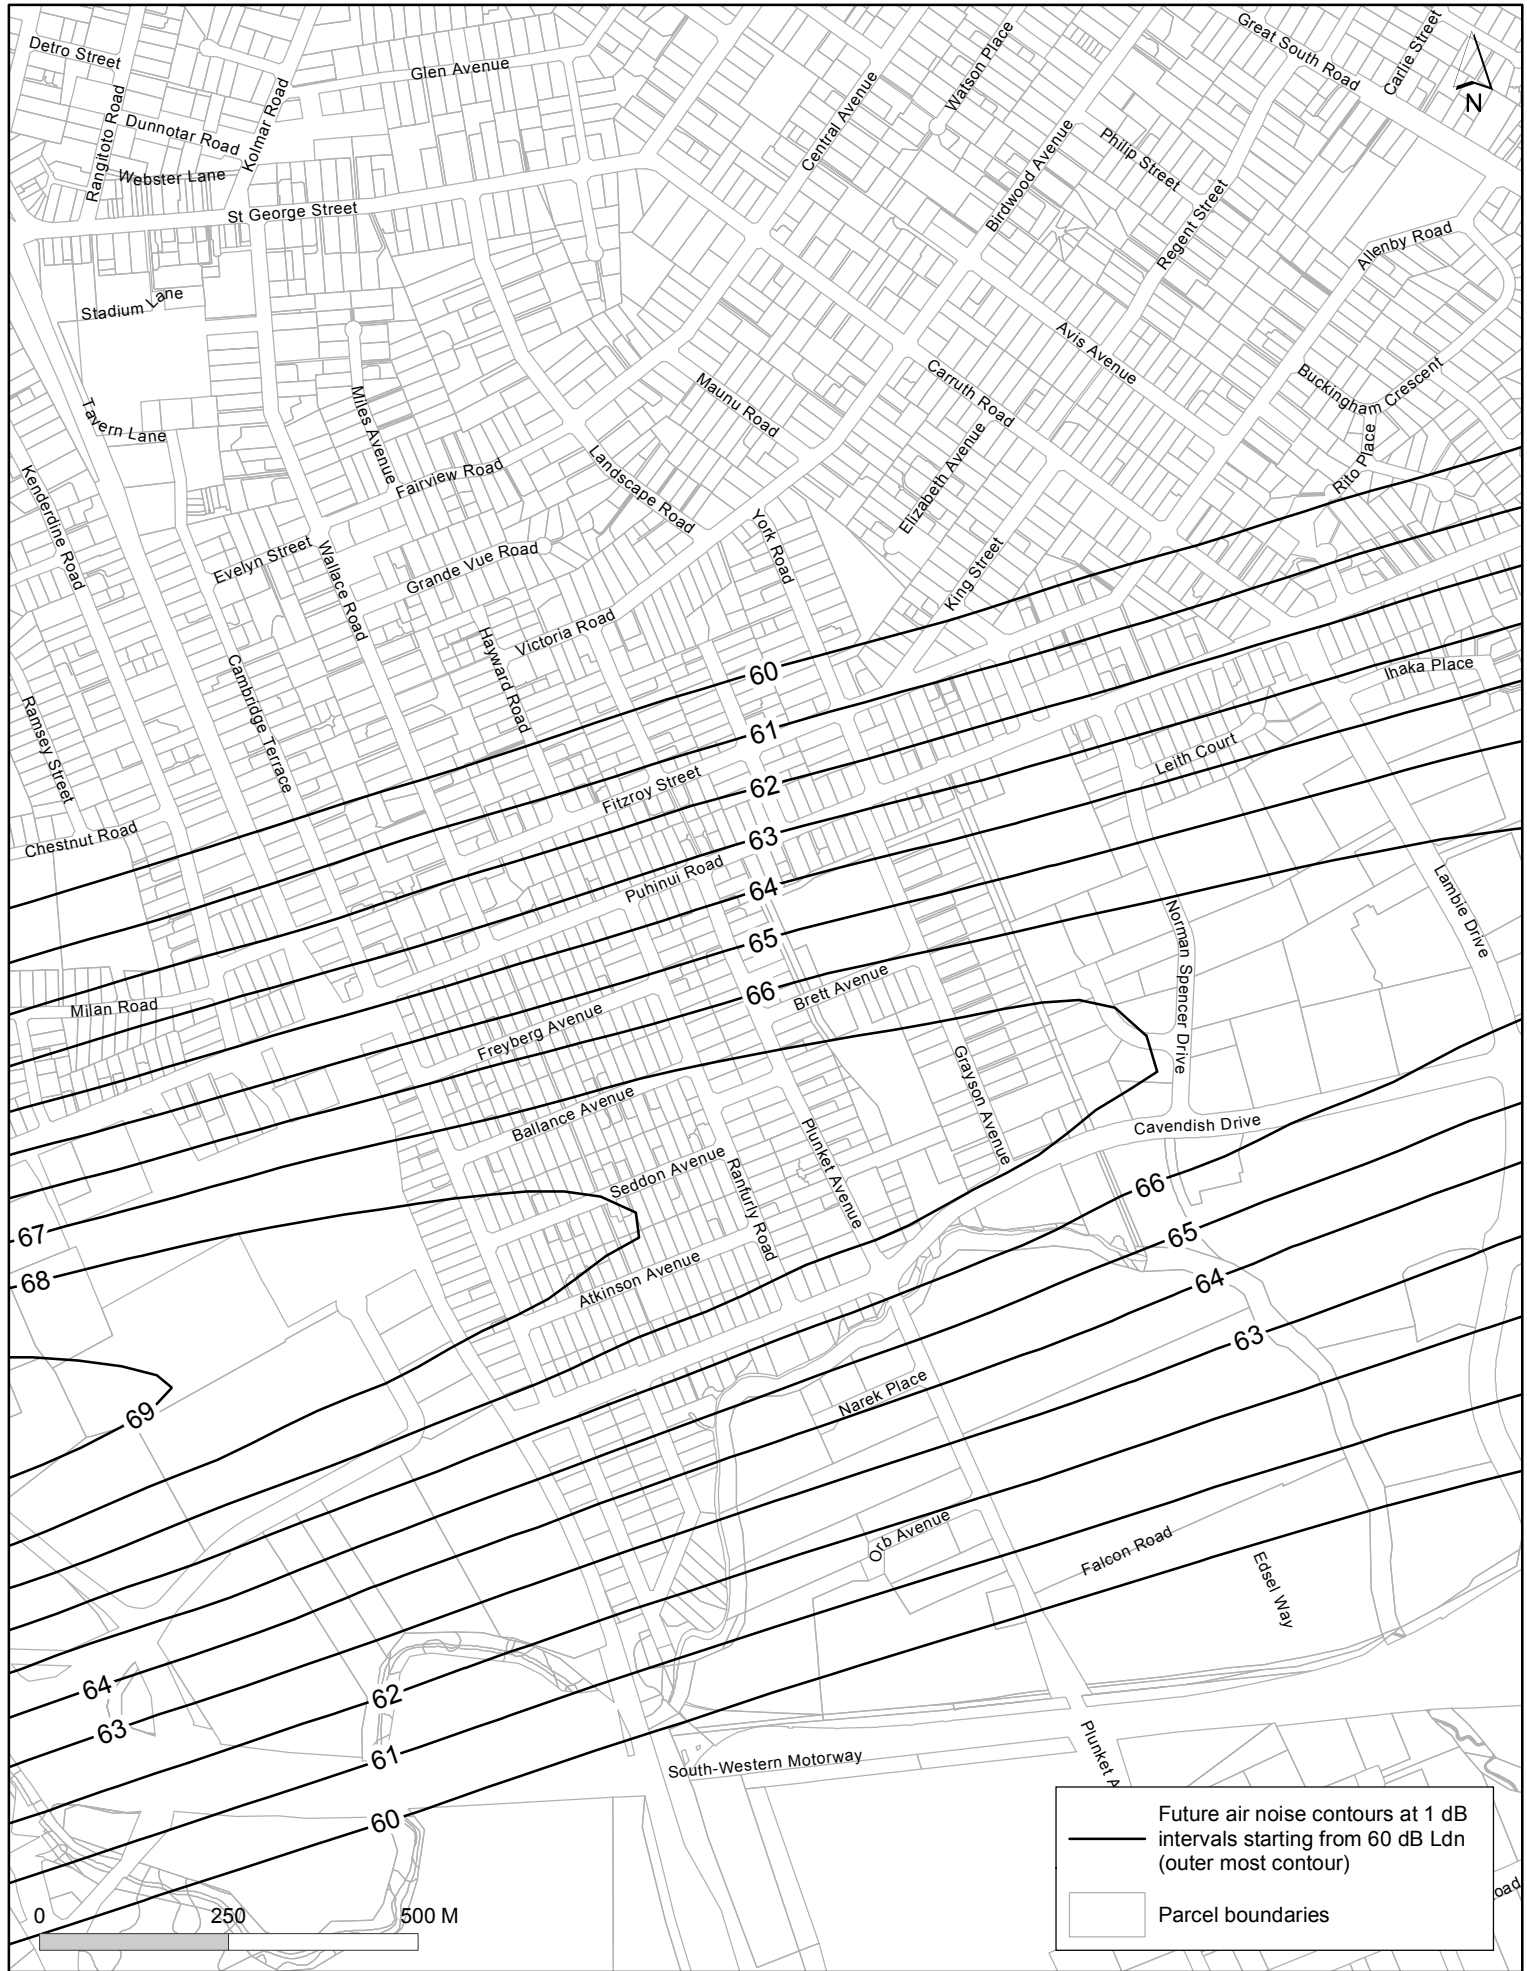 Detro Street
Glen Avenue
Watson Place
Great South Road
Carlie Street
N
Rangitoto Road
Dunnotar Road
Kolmar Road
Central Avenue
Webster Lane
Birdwood Avenue
Philip Street
St George Street
Regent Street
Allenby Road
Stadium Lane
Avis Avenue
Maunu Road
Carruth Road
Buckingham Crescent
Tavern Lane
Miles Avenue
Fairview Road
Landscape Road
Elizabeth Avenue
Rito Place
Kenderdine Road
York Road
Evelyn Street
Wallace Road
Grande Vue Road
King Street
Victoria Road
Hayward Road
Cambridge Terrace
60
Ihaka Place
Ramsey Street
61
Leith Court
Fitzroy Street
62
Chestnut Road
63
Puhinui Road
64
Lambie Drive
65
Norman Spencer Drive
66
Brett Avenue
Milan Road
Freyberg Avenue
Grayson Avenue
Ballance Avenue
Cavendish Drive
Seddon Avenue
Plunket Avenue
Ranfurly Road
66
67
65
68
Atkinson Avenue
64
63
Narek Place
69
Orb Avenue
Falcon Road
Edsel Way
64
62
63
61
South-Western Motorway
Plunket A
60
Future air noise contours at 1 dB
intervals starting from 60 dB Ldn
(outer most contour)
Parcel boundaries
oad
0 250 500 M